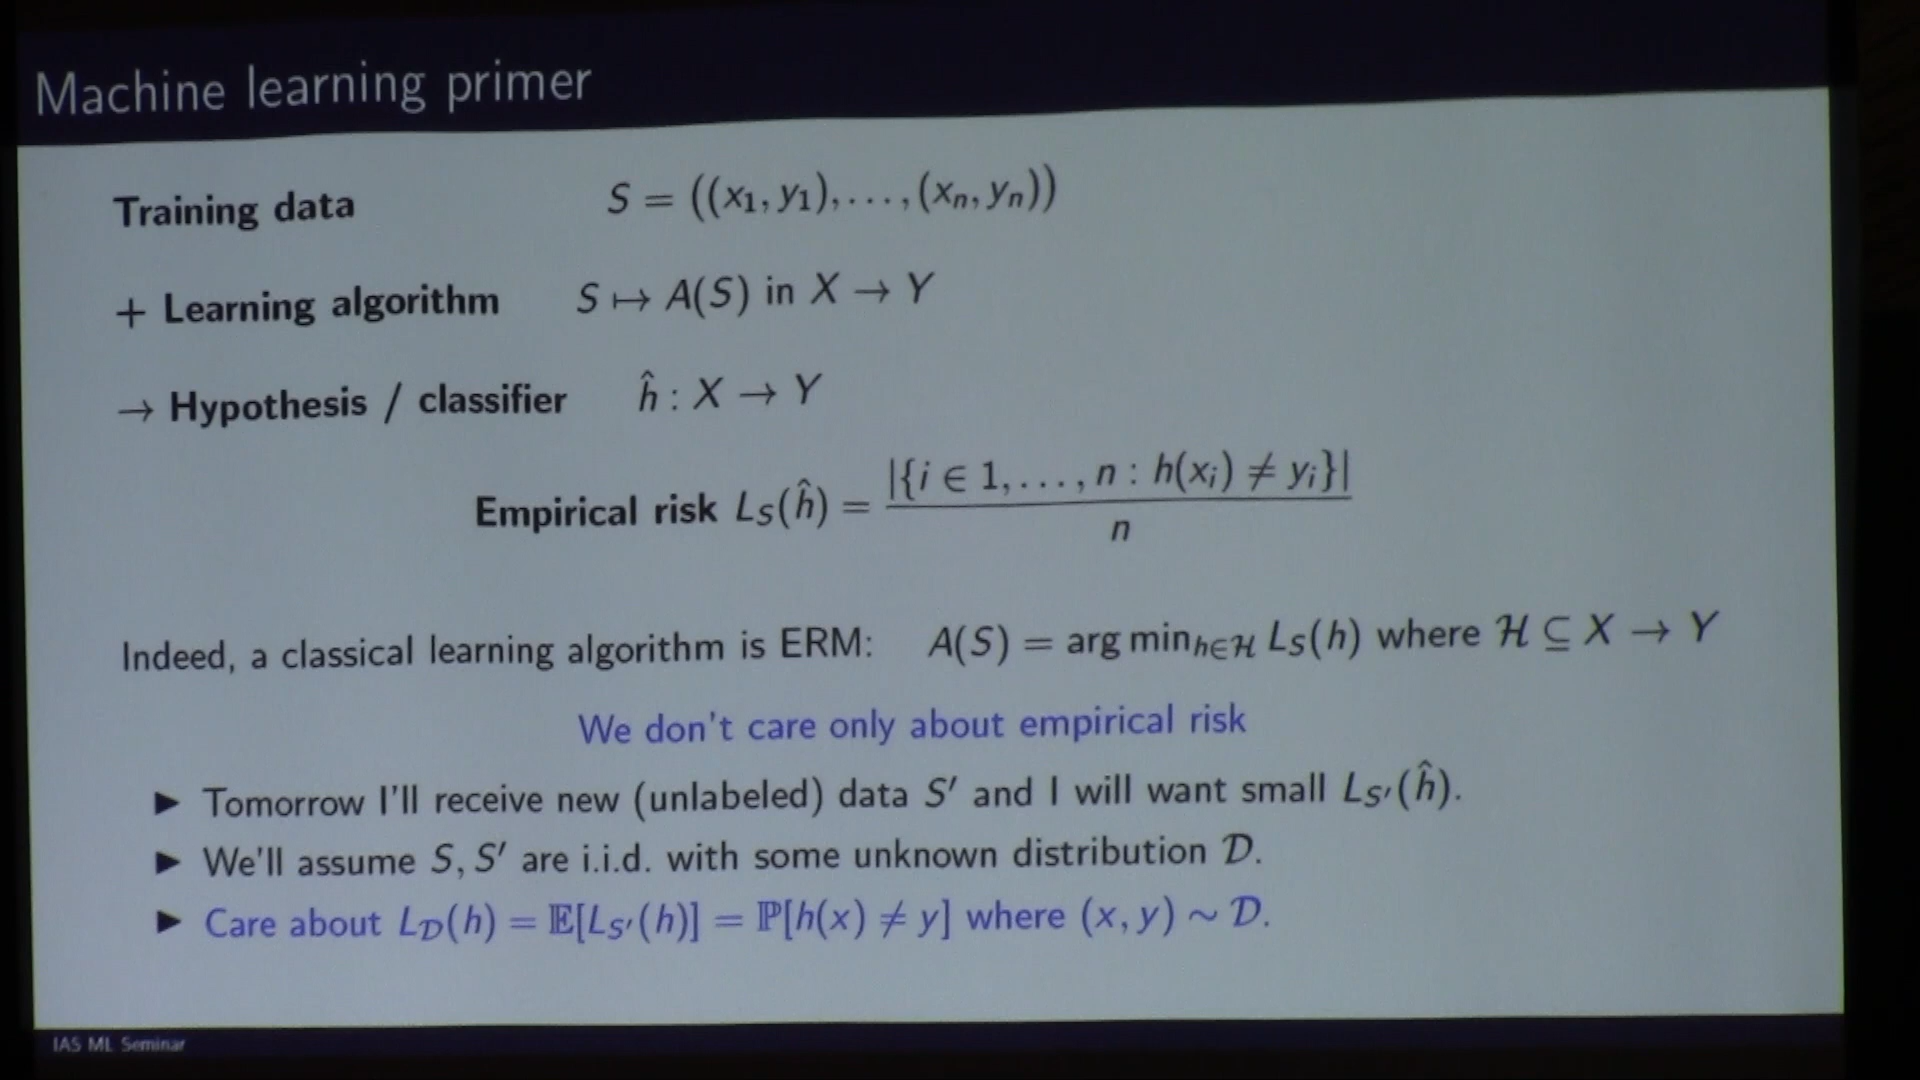 Machine learning primer
Training data S = ((x₁, y₁), . . . , (xₙ, yₙ))
+ Learning algorithm S ↦ A(S) in X → Y
→ Hypothesis / classifier ĥ : X → Y
Empirical risk L_S(ĥ) = |{i ∈ 1, . . . , n : h(xᵢ) ≠ yᵢ}| / n
Indeed, a classical learning algorithm is ERM: A(S) = arg min_{h∈ℋ} L_S(h) where ℋ ⊆ X → Y
We don't care only about empirical risk
▶ Tomorrow I'll receive new (unlabeled) data S′ and I will want small L_{S′}(ĥ).
▶ We'll assume S, S′ are i.i.d. with some unknown distribution 𝒟.
▶ Care about L_𝒟(h) = 𝔼[L_{S′}(h)] = ℙ[h(x) ≠ y] where (x, y) ∼ 𝒟.
IAS ML Seminar